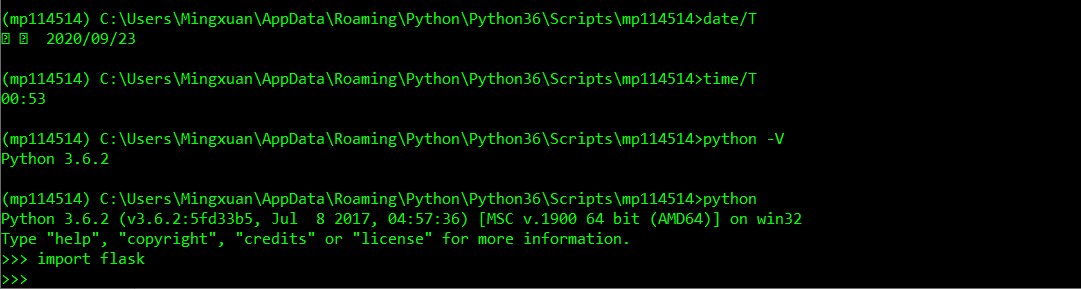 (mp114514) C:\Users\Mingxuan\AppData\Roaming\Python\Python36\Scripts\mp114514>date/T
2020/09/23
(mp114514) C:\Users\Mingxuan\AppData\Roaming\Python\Python36\Scripts\mp114514>time/T
00:53
(mp114514) C:\Users\Mingxuan\AppData\Roaming\Python\Python36\Scripts\mp114514>python -V
Python 3.6.2
(mp114514) C:\Users\Mingxuan\AppData\Roaming\Python\Python36\Scripts\mp114514>python
Python 3.6.2 (v3.6.2:5fd33b5, Jul  8 2017, 04:57:36) [MSC v.1900 64 bit (AMD64)] on win32
Type "help", "copyright", "credits" or "license" for more information.
>>> import flask
>>>